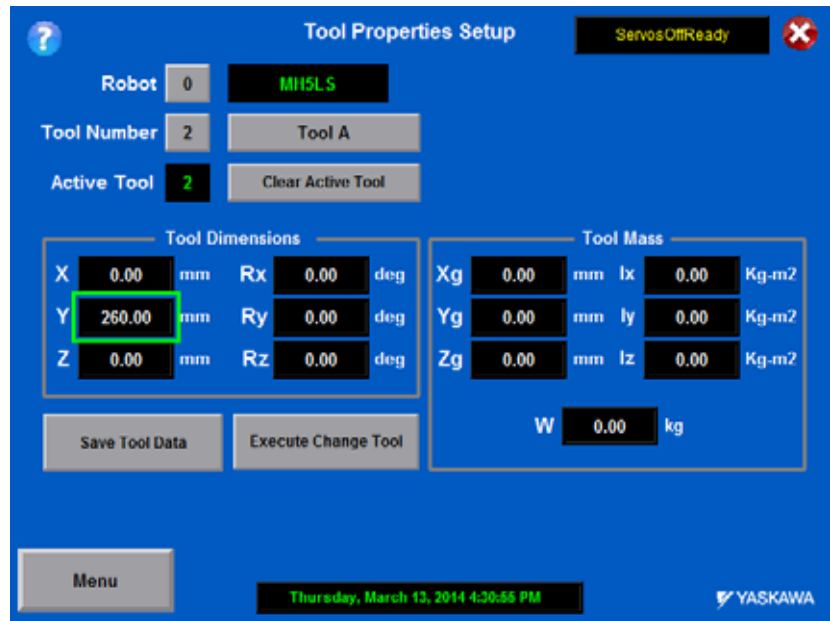 ?
Tool Properties Setup
ServosOffReady
Robot 0 MH5LS
Tool Number 2 Tool A
Active Tool 2 Clear Active Tool
Tool Dimensions Tool Mass
X 0.00 mm Rx 0.00 deg Xg 0.00 mm Ix 0.00 Kg-m2
Y 260.00 mm Ry 0.00 deg Yg 0.00 mm Iy 0.00 Kg-m2
Z 0.00 mm Rz 0.00 deg Zg 0.00 mm Iz 0.00 Kg-m2
W 0.00 kg
Save Tool Data Execute Change Tool
Menu
Thursday, March 13, 2014 4:30:55 PM
YASKAWA